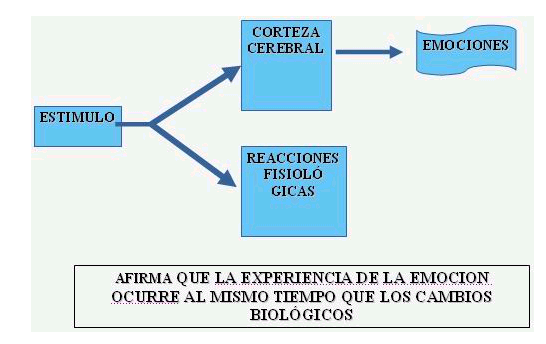 CORTEZA
CEREBRAL
EMOCIONES
ESTIMULO
REACCIONES
FISIOLÓ
GICAS
AFIRMA QUE LA EXPERIENCIA DE LA EMOCION
OCURRE AL MISMO TIEMPO QUE LOS CAMBIOS
BIOLÓGICOS